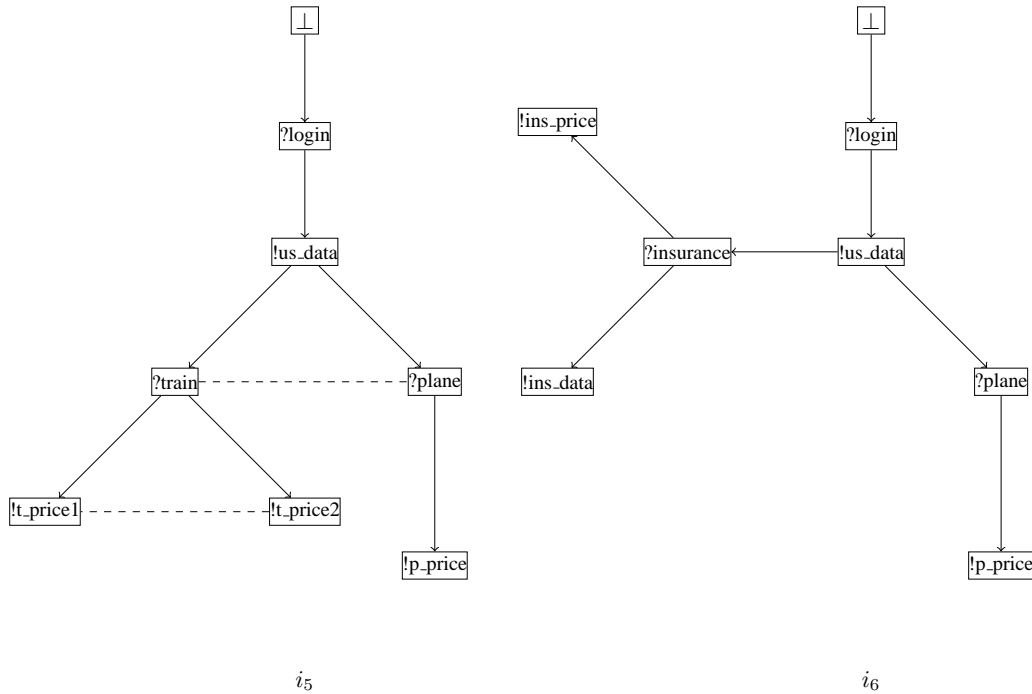 ⊥
?login
!us_data
?train
?plane
!t_price1
!t_price2
!p_price
i₅
⊥
!ins_price
?login
?insurance
!us_data
!ins_data
?plane
!p_price
i₆